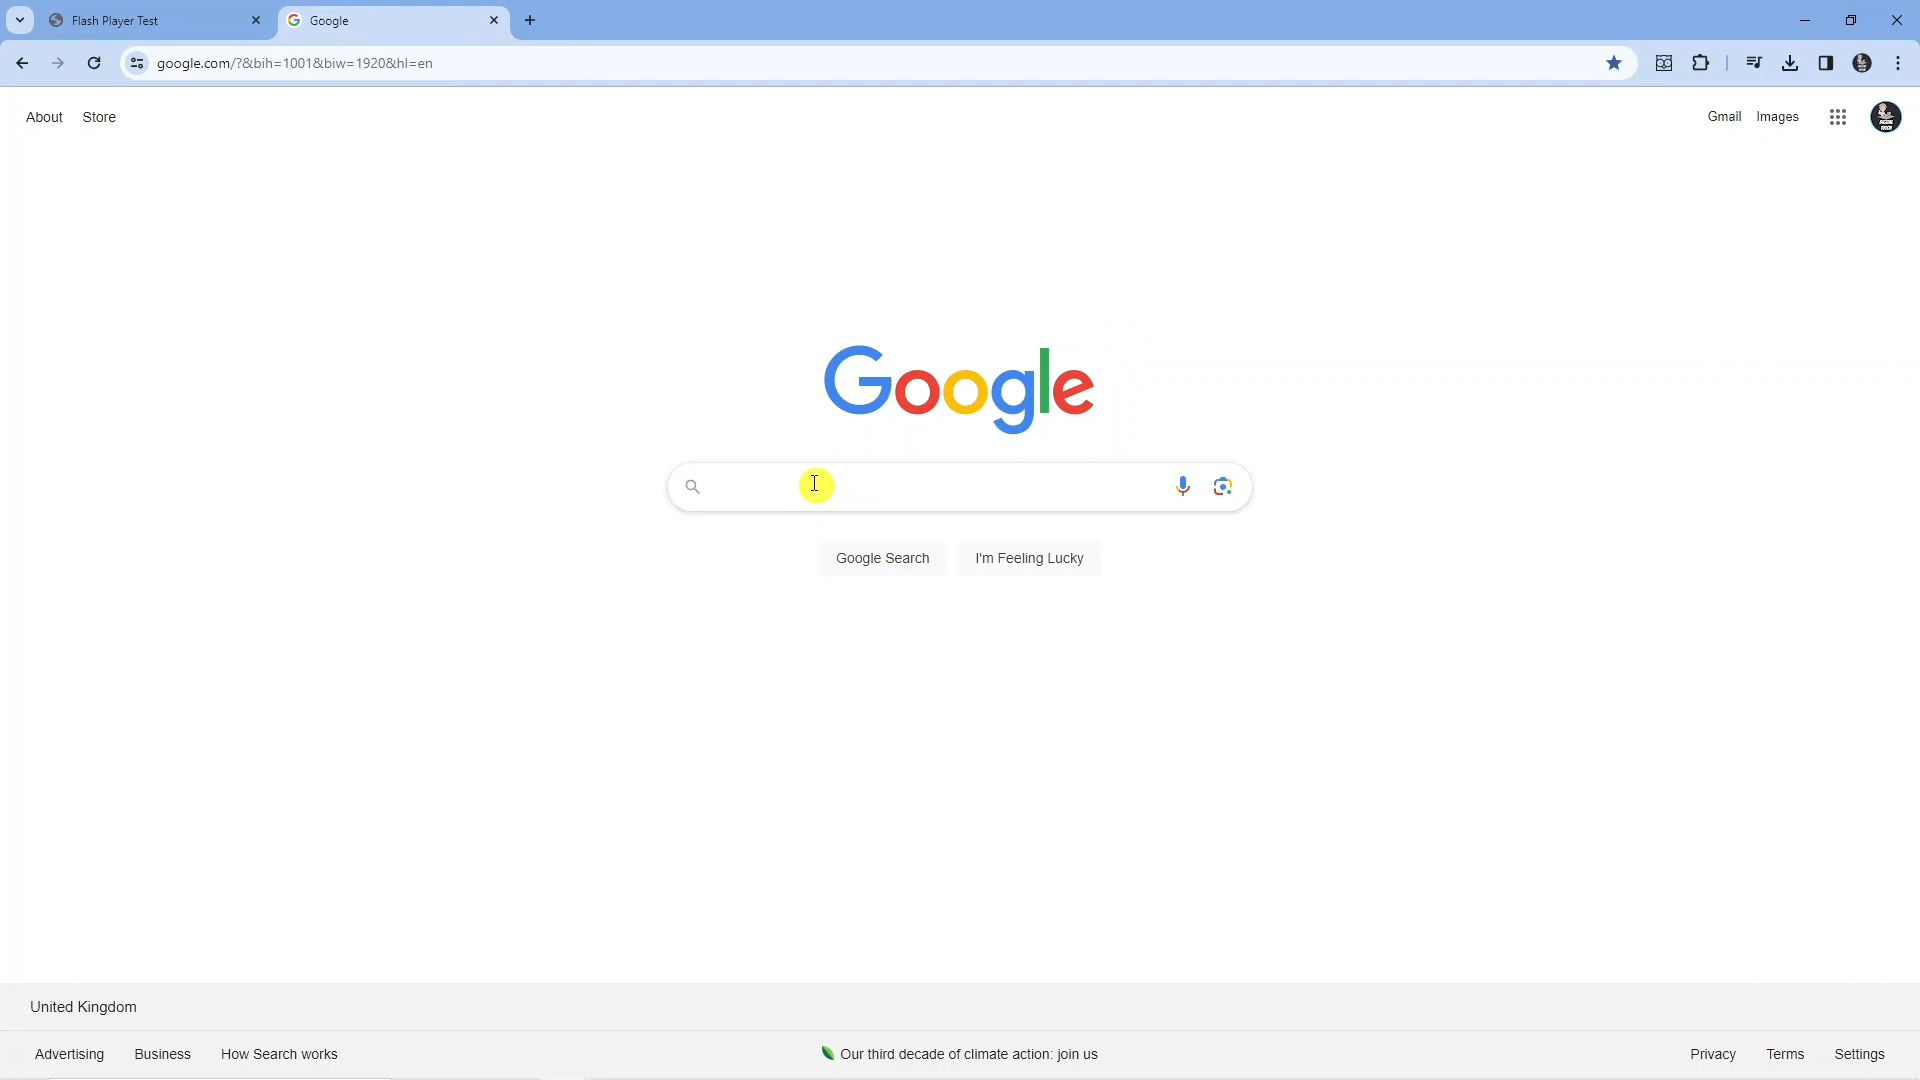 Flash Player Test
Google
google.com/?&bih=1001&biw=1920&hl=en
About Store
Gmail Images
Google
Google Search I'm Feeling Lucky
United Kingdom
Advertising Business How Search works
Our third decade of climate action: join us
Privacy Terms Settings